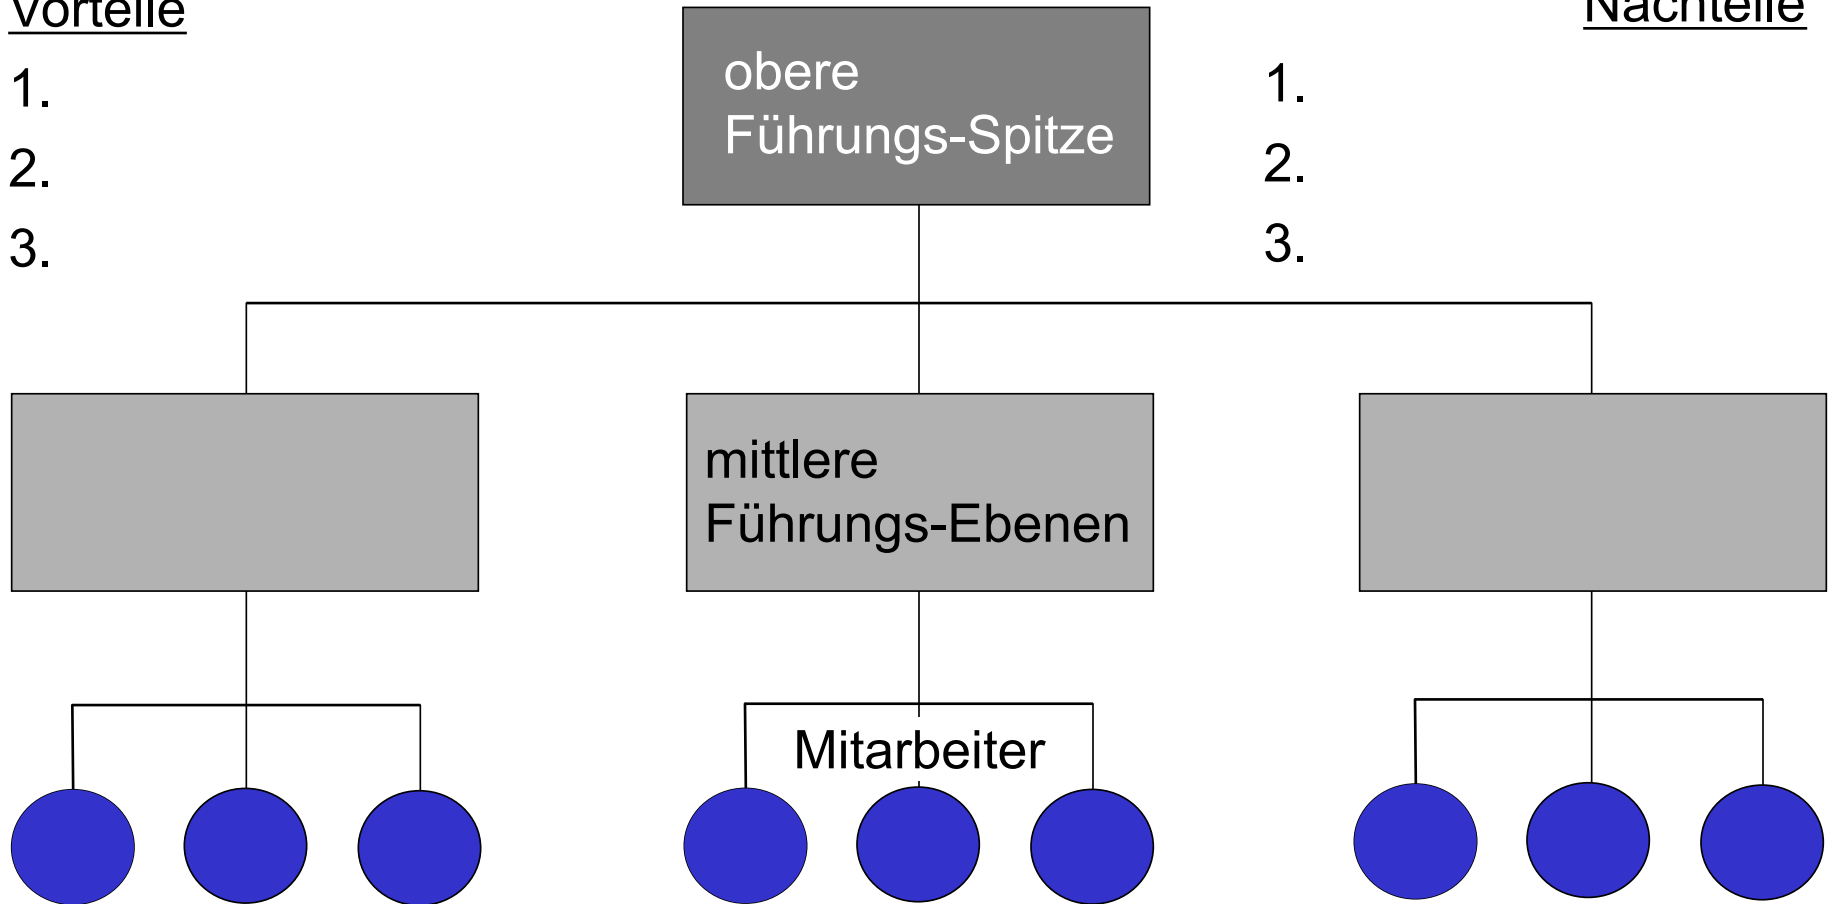 Vorteile
1.
2.
3.
obere
Führungs-Spitze
Nachteile
1.
2.
3.
mittlere
Führungs-Ebenen
Mitarbeiter